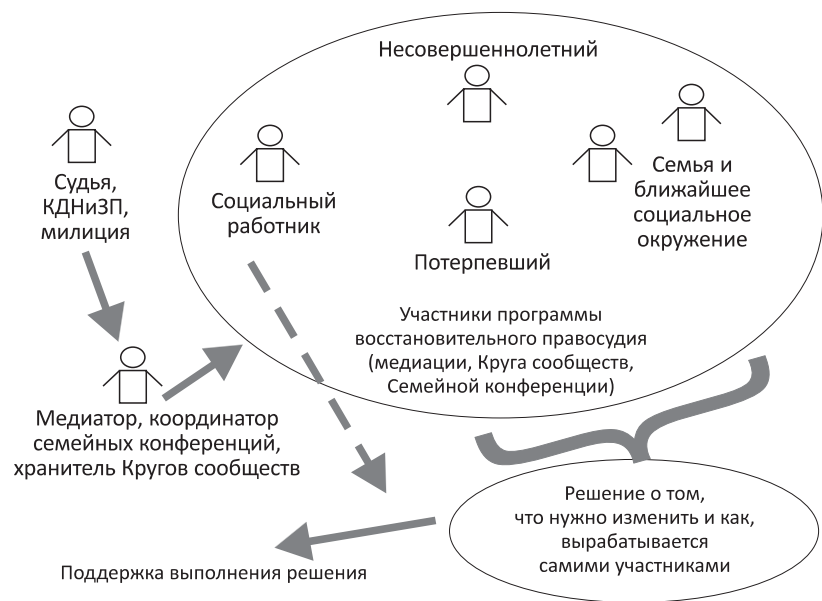 Несовершеннолетний
Судья,
КДНиЗП,
милиция
Социальный
работник
Семья и
ближайшее
социальное
окружение
Потерпевший
Участники программы
восстановительного правосудия
(медиации, Круга сообществ,
Семейной конференции)
Медиатор, координатор
семейных конференций,
хранитель Кругов сообществ
Решение о том,
что нужно изменить и как,
вырабатывается
самими участниками
Поддержка выполнения решения